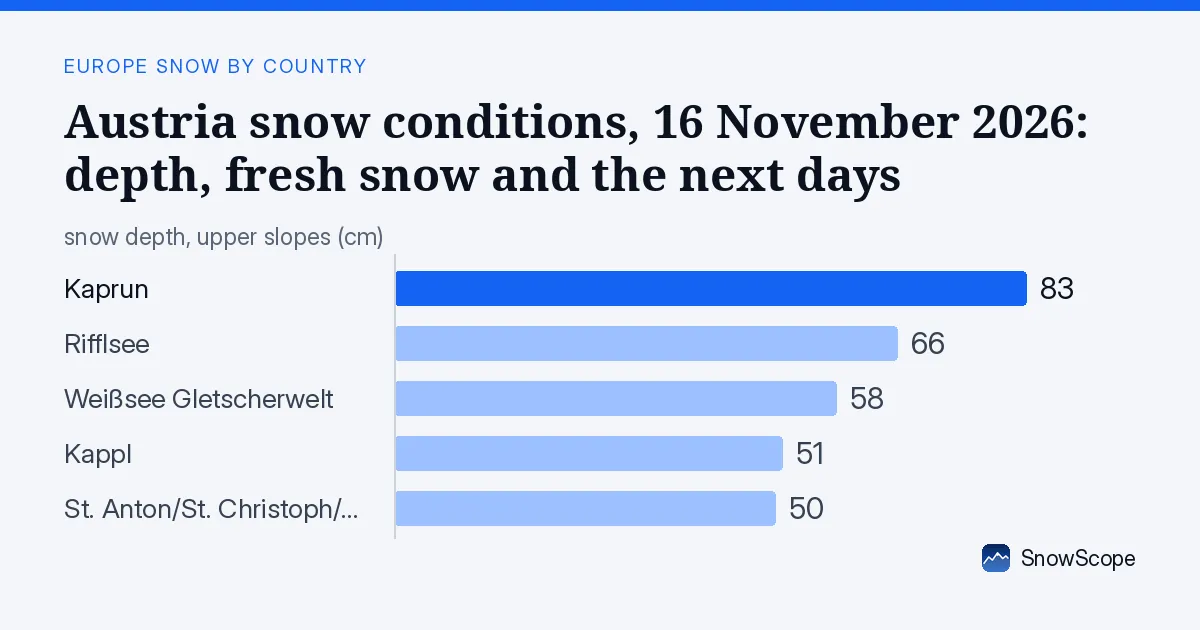 EUROPE SNOW BY COUNTRY
Austria snow conditions, 16 November 2026:
depth, fresh snow and the next days
snow depth, upper slopes (cm)
Kaprun 83
Rifflsee 66
Weißsee Gletscherwelt 58
Kappl 51
St. Anton/St. Christoph/... 50
SnowScope